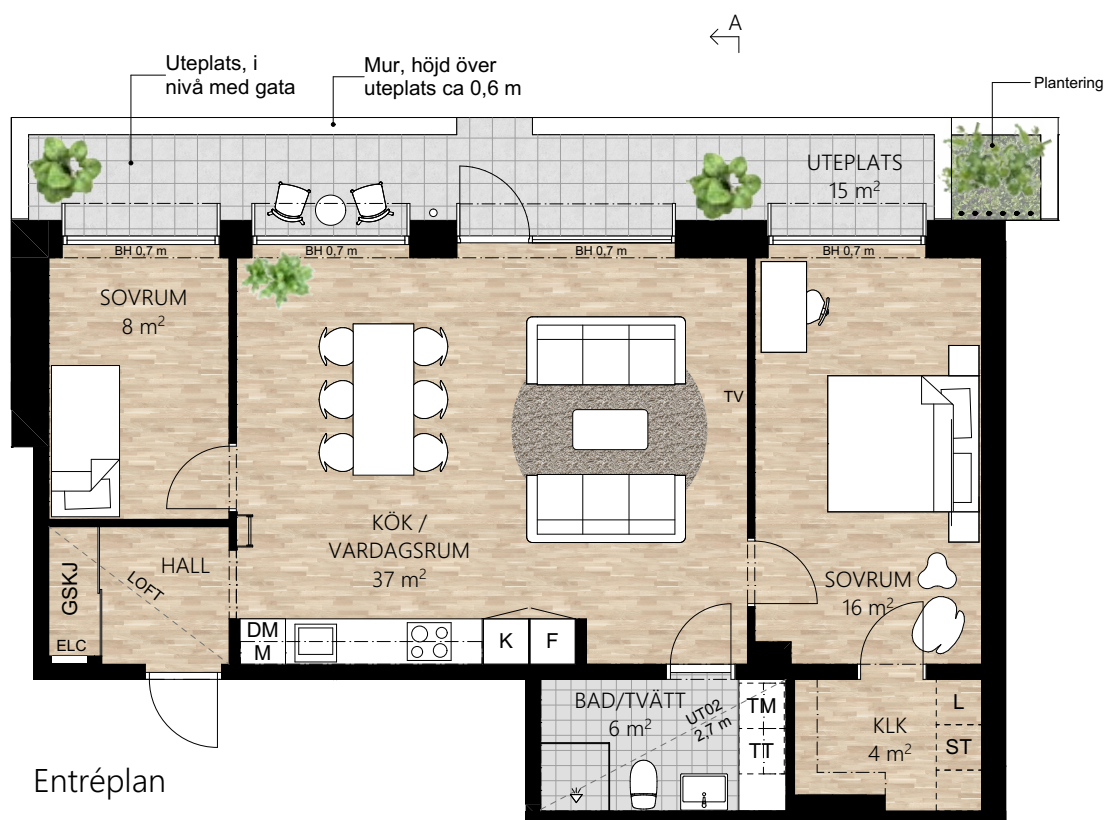 A
Uteplats, i
nivå med gata
Mur, höjd över
uteplats ca 0,6 m
Plantering
UTEPLATS
15 m²
BH 0,7 m
BH 0,7 m
BH 0,7 m
BH 0,7 m
SOVRUM
8 m²
TV
KÖK /
VARDAGSRUM
37 m²
HALL
LOFT
GSKJ
ELC
SOVRUM
16 m²
DM
M
K
F
BAD/TVÄTT
6 m²
UT02
2,7 m
TM
TT
KLK
4 m²
L
ST
Entréplan